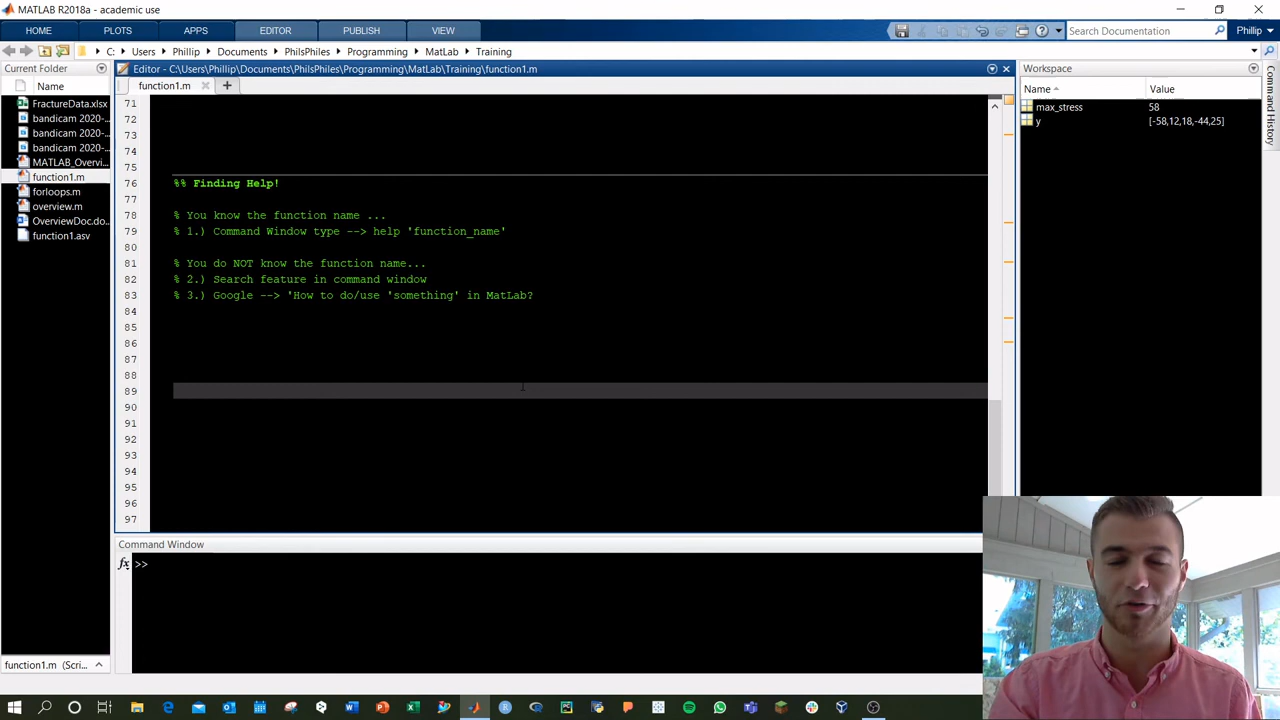 MATLAB R2018a - academic use
HOME PLOTS APPS EDITOR PUBLISH VIEW Search Documentation Phillip
C: Users Phillip Documents PhilsPhiles Programming MatLab Training
Current Folder
Name
FractureData.xlsx
bandicam 2020-...
bandicam 2020-...
bandicam 2020-...
MATLAB_Overvi...
function1.m
forloops.m
overview.m
OverviewDoc.do...
function1.asv
function1.m (Scri...
Editor - C:\Users\Phillip\Documents\PhilsPhiles\Programming\MatLab\Training\function1.m
function1.m
71
72
73
74
75
76 %% Finding Help!
77
78 % You know the function name ...
79 % 1.) Command Window type --> help 'function_name'
80
81 % You do NOT know the function name...
82 % 2.) Search feature in command window
83 % 3.) Google --> 'How to do/use 'something' in MatLab?
84
85
86
87
88
89
90
91
92
93
94
95
96
97
Command Window
fx >>
Workspace
Name Value
max_stress 58
y [-58,12,18,-44,25]
Command History